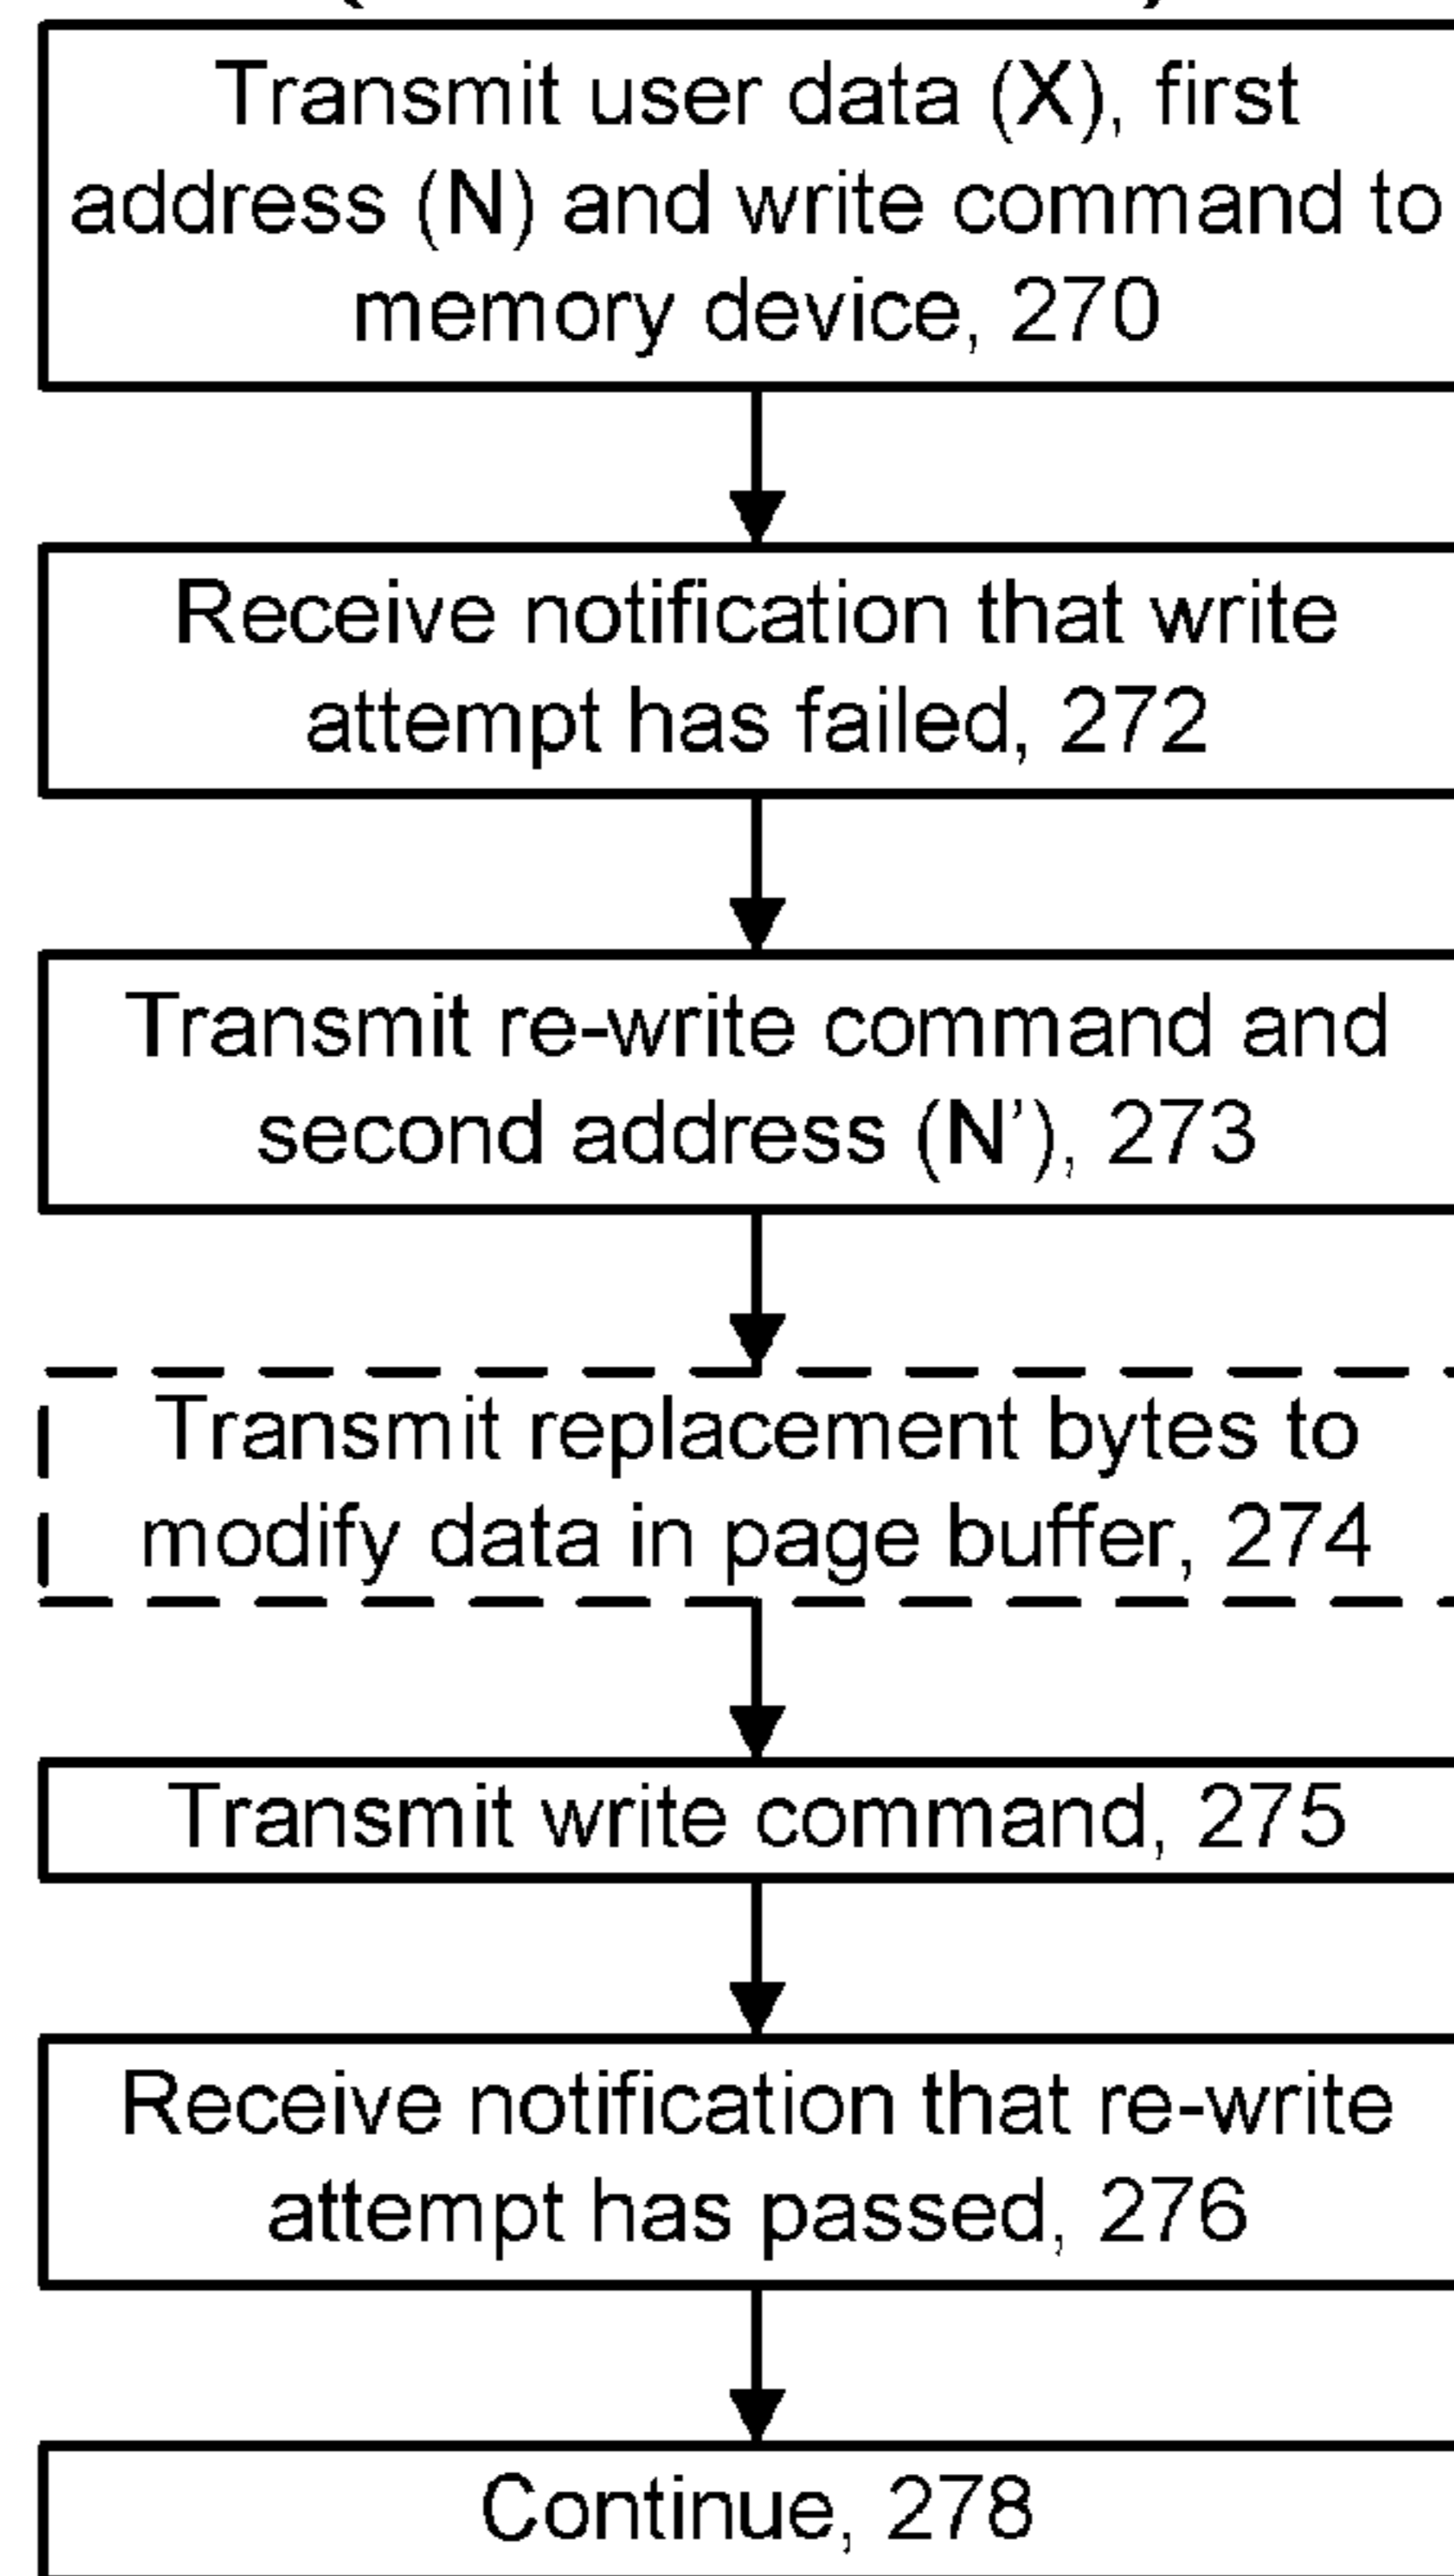 Transmit user data (X), first
address (N) and write command to
memory device, 270
Receive notification that write
attempt has failed, 272
Transmit re-write command and
second address (N’), 273
Transmit replacement bytes to
modify data in page buffer, 274
Transmit write command, 275
Receive notification that re-write
attempt has passed, 276
Continue, 278